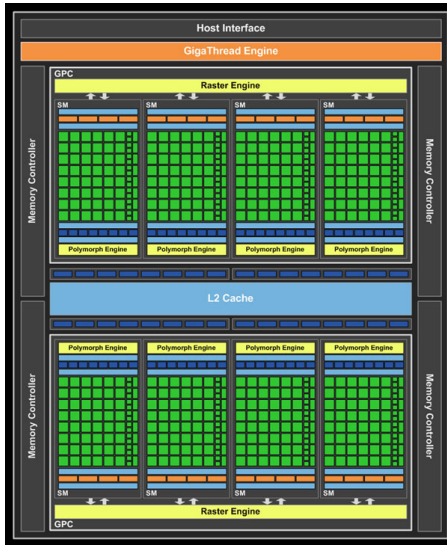 Host Interface
GigaThread Engine
GPC
Raster Engine
SM SM SM SM
Memory Controller
Memory Controller
Polymorph Engine Polymorph Engine Polymorph Engine Polymorph Engine
L2 Cache
Polymorph Engine Polymorph Engine Polymorph Engine Polymorph Engine
Memory Controller
Memory Controller
SM SM SM SM
Raster Engine
GPC